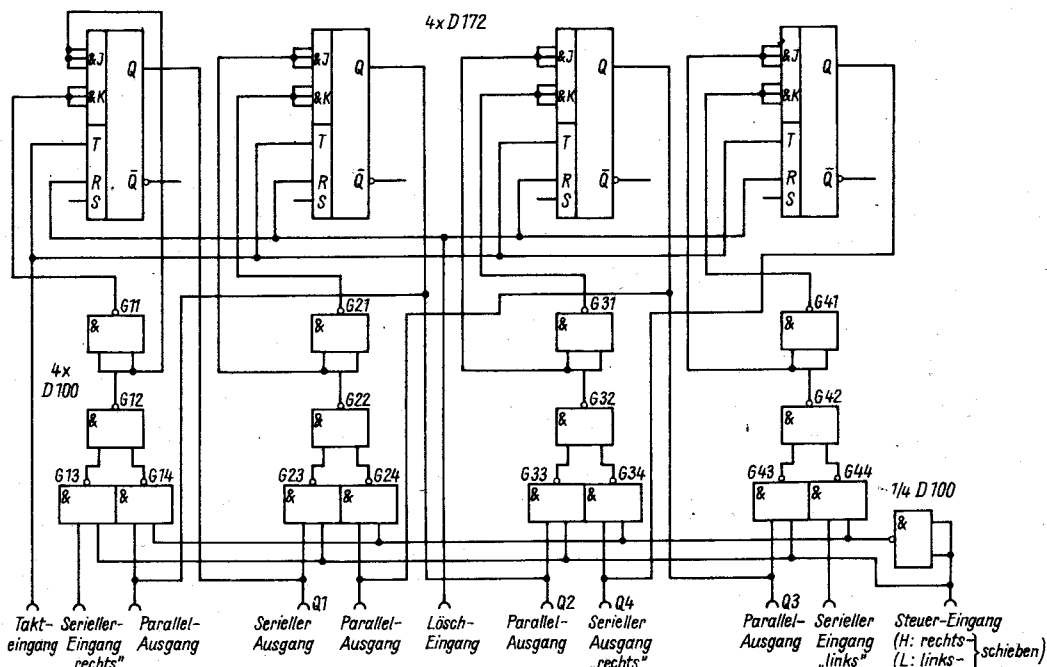 4x D172
&J Q &J Q &J Q &J Q
&K &K &K &K
T T T T
R Q̅ R Q̅ R Q̅ R Q̅
S S S S
G11 G21 G31 G41
& & & &
4x
D100
G12 G22 G32 G42
& & & &
G13 G14 G23 G24 G33 G34 G43 G44
& & & & & & & &
1/4 D100
&
Q1 Q2 Q4 Q3
Takt-
eingang
Serieller-
Eingang
rechts"
Parallel-
Ausgang
Serieller
Ausgang
Parallel-
Ausgang
Lösch-
Eingang
Parallel-
Ausgang
Serieller
Ausgang
„rechts"
Parallel-
Ausgang
Serieller
Eingang
„links"
Steuer-Eingang
(H: rechts-
(L: links-
} schieben)